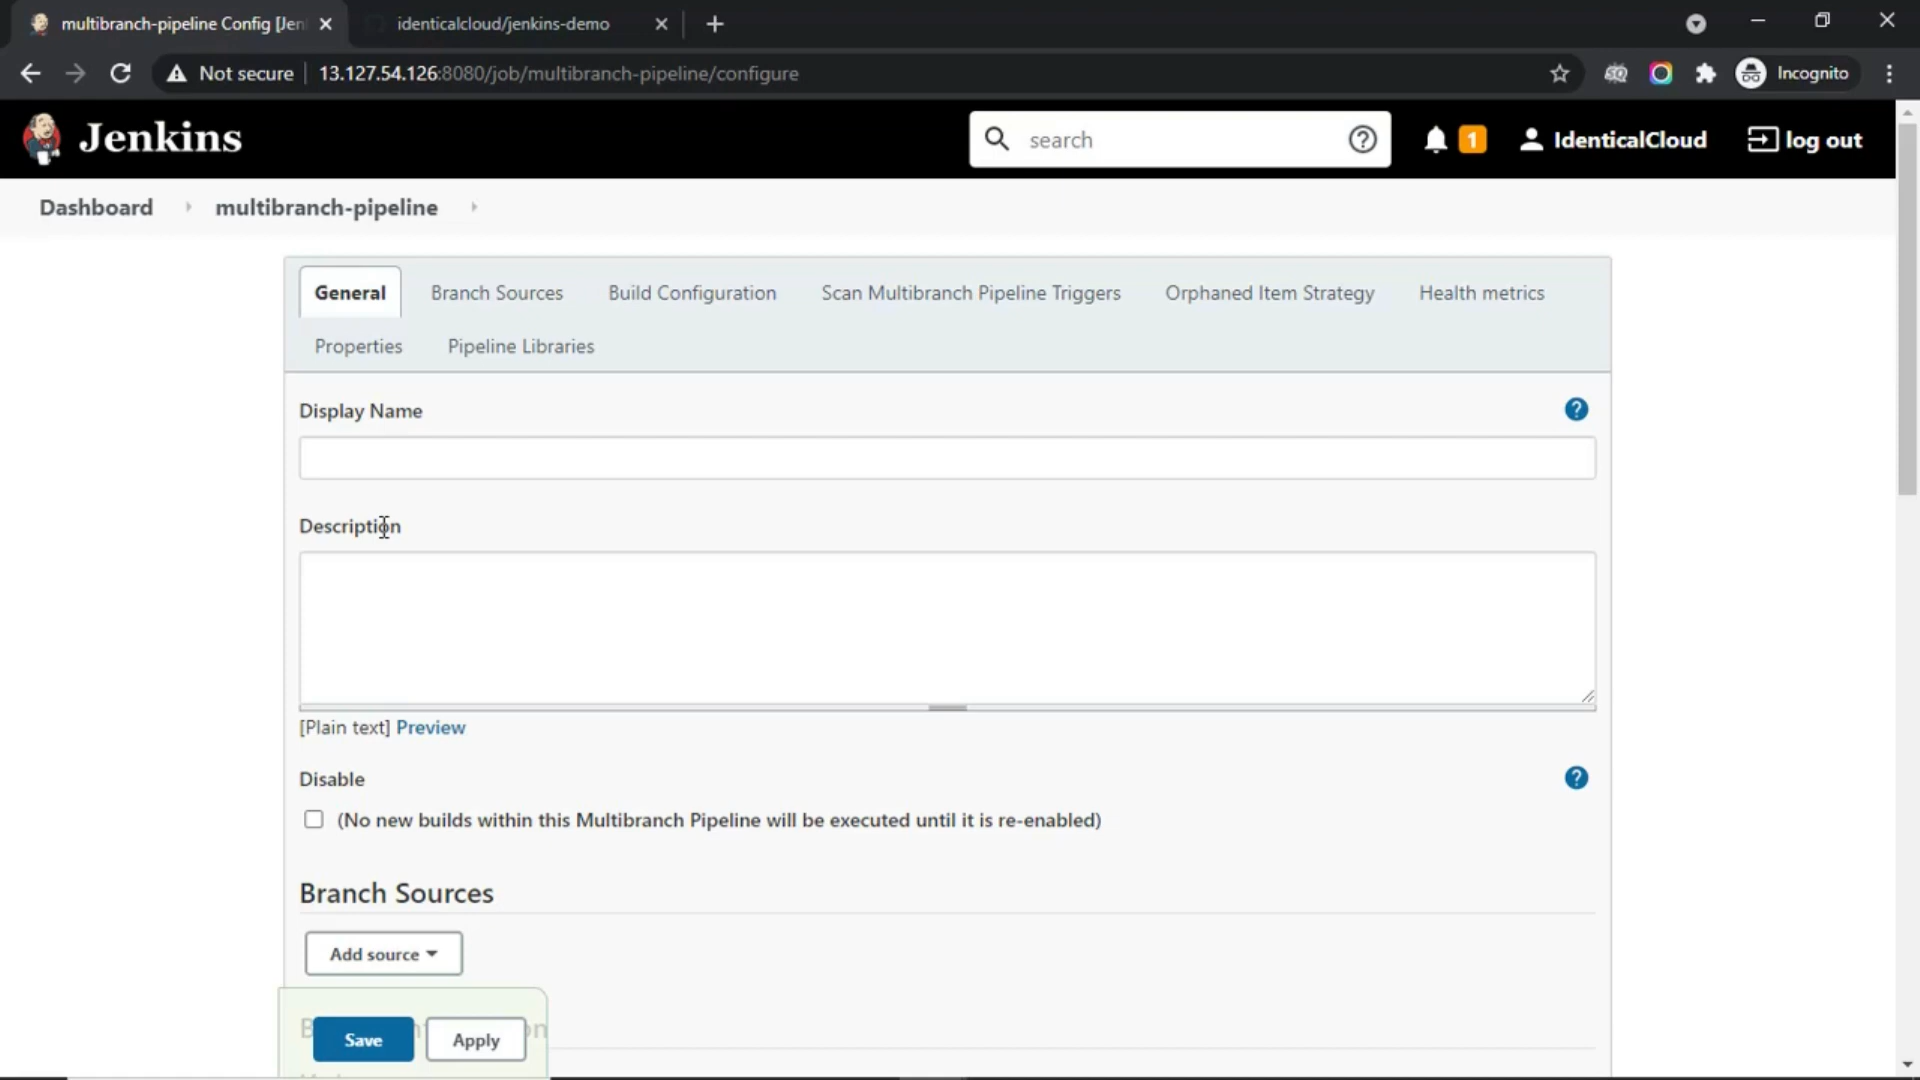 multibranch-pipeline Config [Jen
identicalcloud/jenkins-demo
Not secure
13.127.54.126:8080/job/multibranch-pipeline/configure
Incognito
Jenkins
search
1
IdenticalCloud
log out
Dashboard
multibranch-pipeline
General
Branch Sources
Build Configuration
Scan Multibranch Pipeline Triggers
Orphaned Item Strategy
Health metrics
Properties
Pipeline Libraries
Display Name
Description
[Plain text] Preview
Disable
(No new builds within this Multibranch Pipeline will be executed until it is re-enabled)
Branch Sources
Add source
Save
Apply